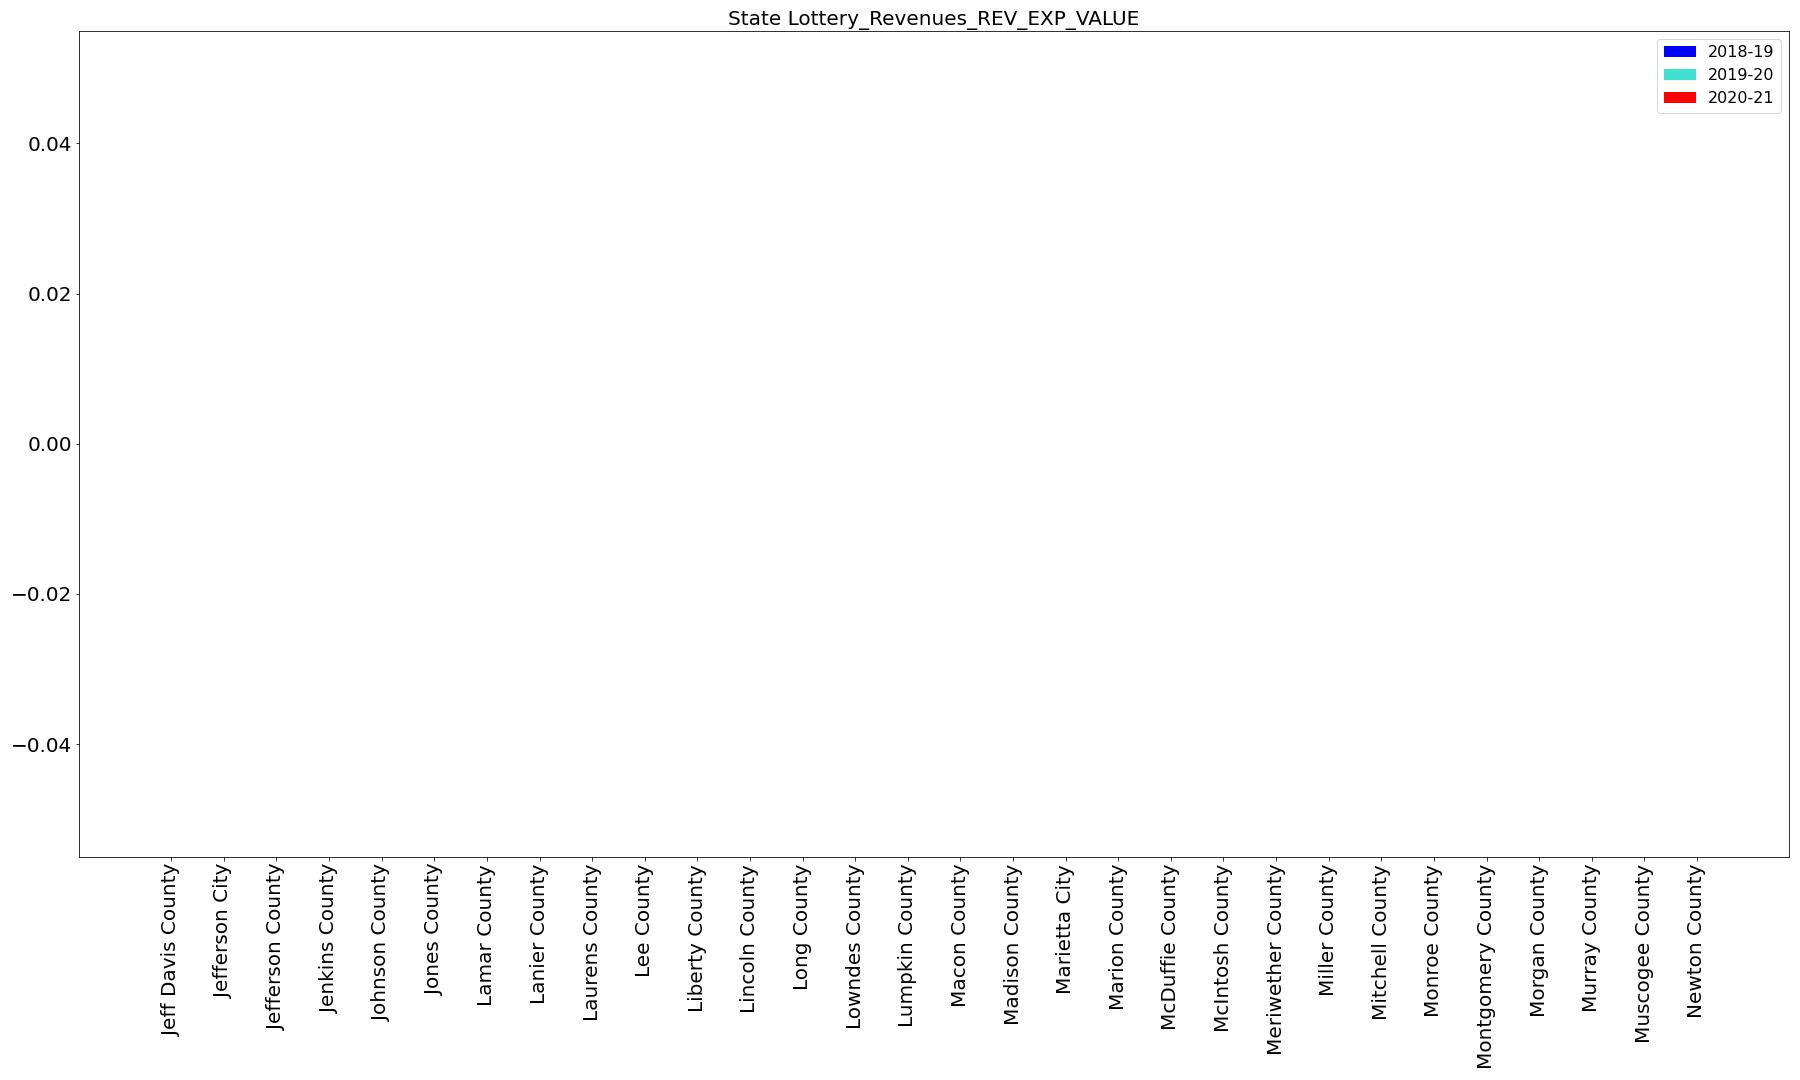 State Lottery_Revenues_REV_EXP_VALUE
2018-19
2019-20
2020-21
0.04
0.02
0.00
−0.02
−0.04
Jeff Davis County
Jefferson City
Jefferson County
Jenkins County
Johnson County
Jones County
Lamar County
Lanier County
Laurens County
Lee County
Liberty County
Lincoln County
Long County
Lowndes County
Lumpkin County
Macon County
Madison County
Marietta City
Marion County
McDuffie County
McIntosh County
Meriwether County
Miller County
Mitchell County
Monroe County
Montgomery County
Morgan County
Murray County
Muscogee County
Newton County